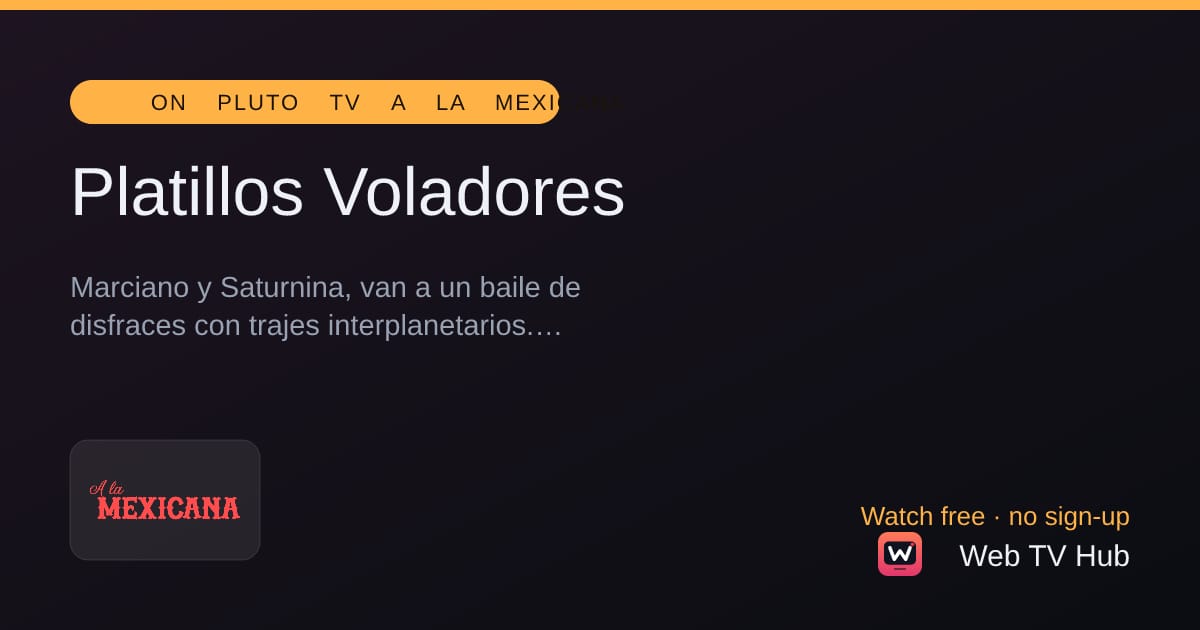 ON PLUTO TV A LA MEXICANA
Platillos Voladores
Marciano y Saturnina, van a un baile de
disfraces con trajes interplanetarios.…
A la
MEXICANA
Watch free · no sign-up
W
Web TV Hub